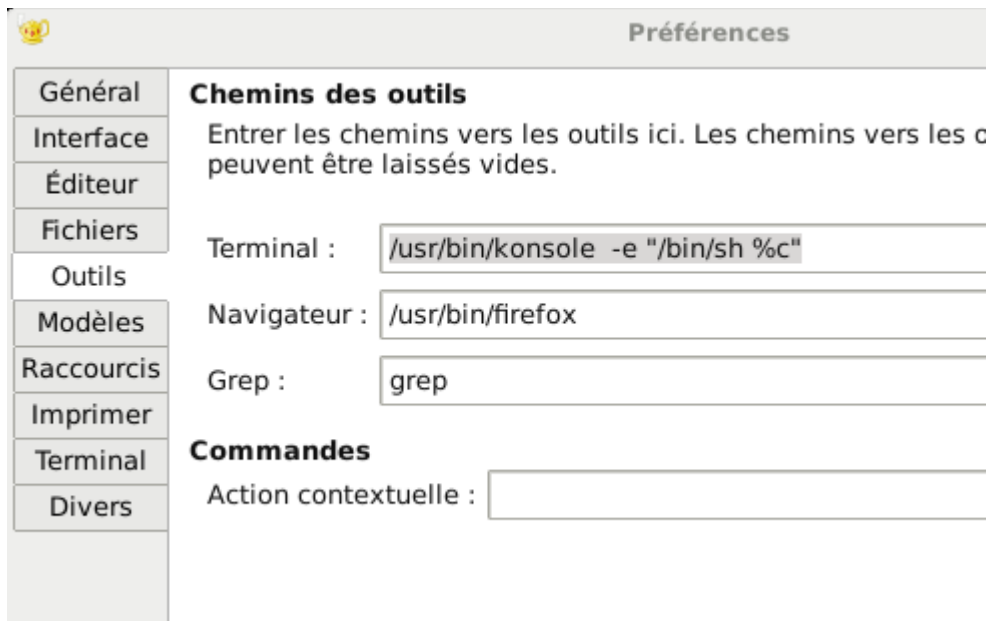 Préférences
Général
Interface
Éditeur
Fichiers
Outils
Modèles
Raccourcis
Imprimer
Terminal
Divers
Chemins des outils
Entrer les chemins vers les outils ici. Les chemins vers les
peuvent être laissés vides.
Terminal : /usr/bin/konsole  -e "/bin/sh %c"
Navigateur : /usr/bin/firefox
Grep : grep
Commandes
Action contextuelle :